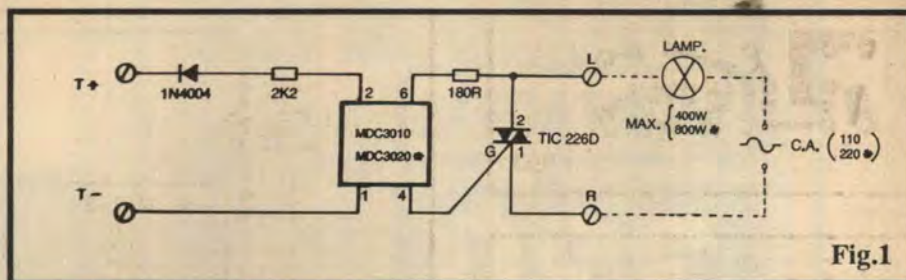 T+
1N4004
2K2
2
6
180R
L
LAMP.
MDC3010
MDC3020 *
1
4
G
2
1
TIC 226D
MAX. { 400W
800W *
C.A. ( 110
220 * )
T-
R
Fig.1